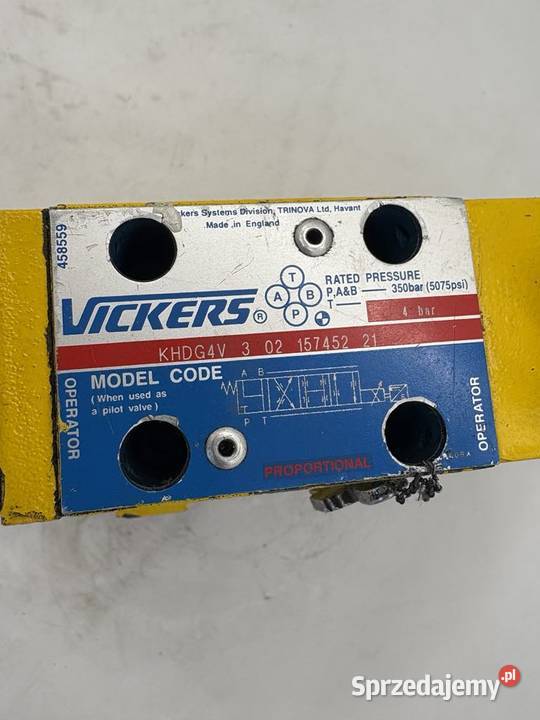 458559
Systems Division, TRINOVA Ltd, Havant
Made in England
VICKERS ®
T
A B
P
RATED PRESSURE
P,A&B — 350bar (5075psi)
T — 4 bar
KHDG4V 3 02 157452 21
MODEL CODE
(When used as
a pilot valve)
A B
P T
OPERATOR
OPERATOR
PROPORTIONAL
Sprzedajemy.pl